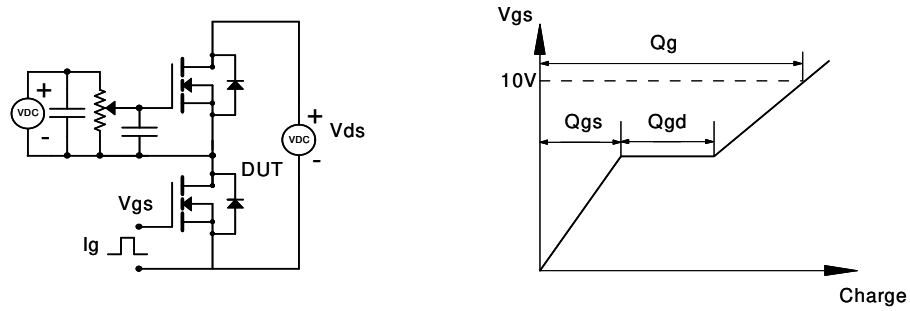 +
VDC
-
+
VDC
-
Vds
DUT
Vgs
Ig
Vgs
Qg
10V
Qgs
Qgd
Charge